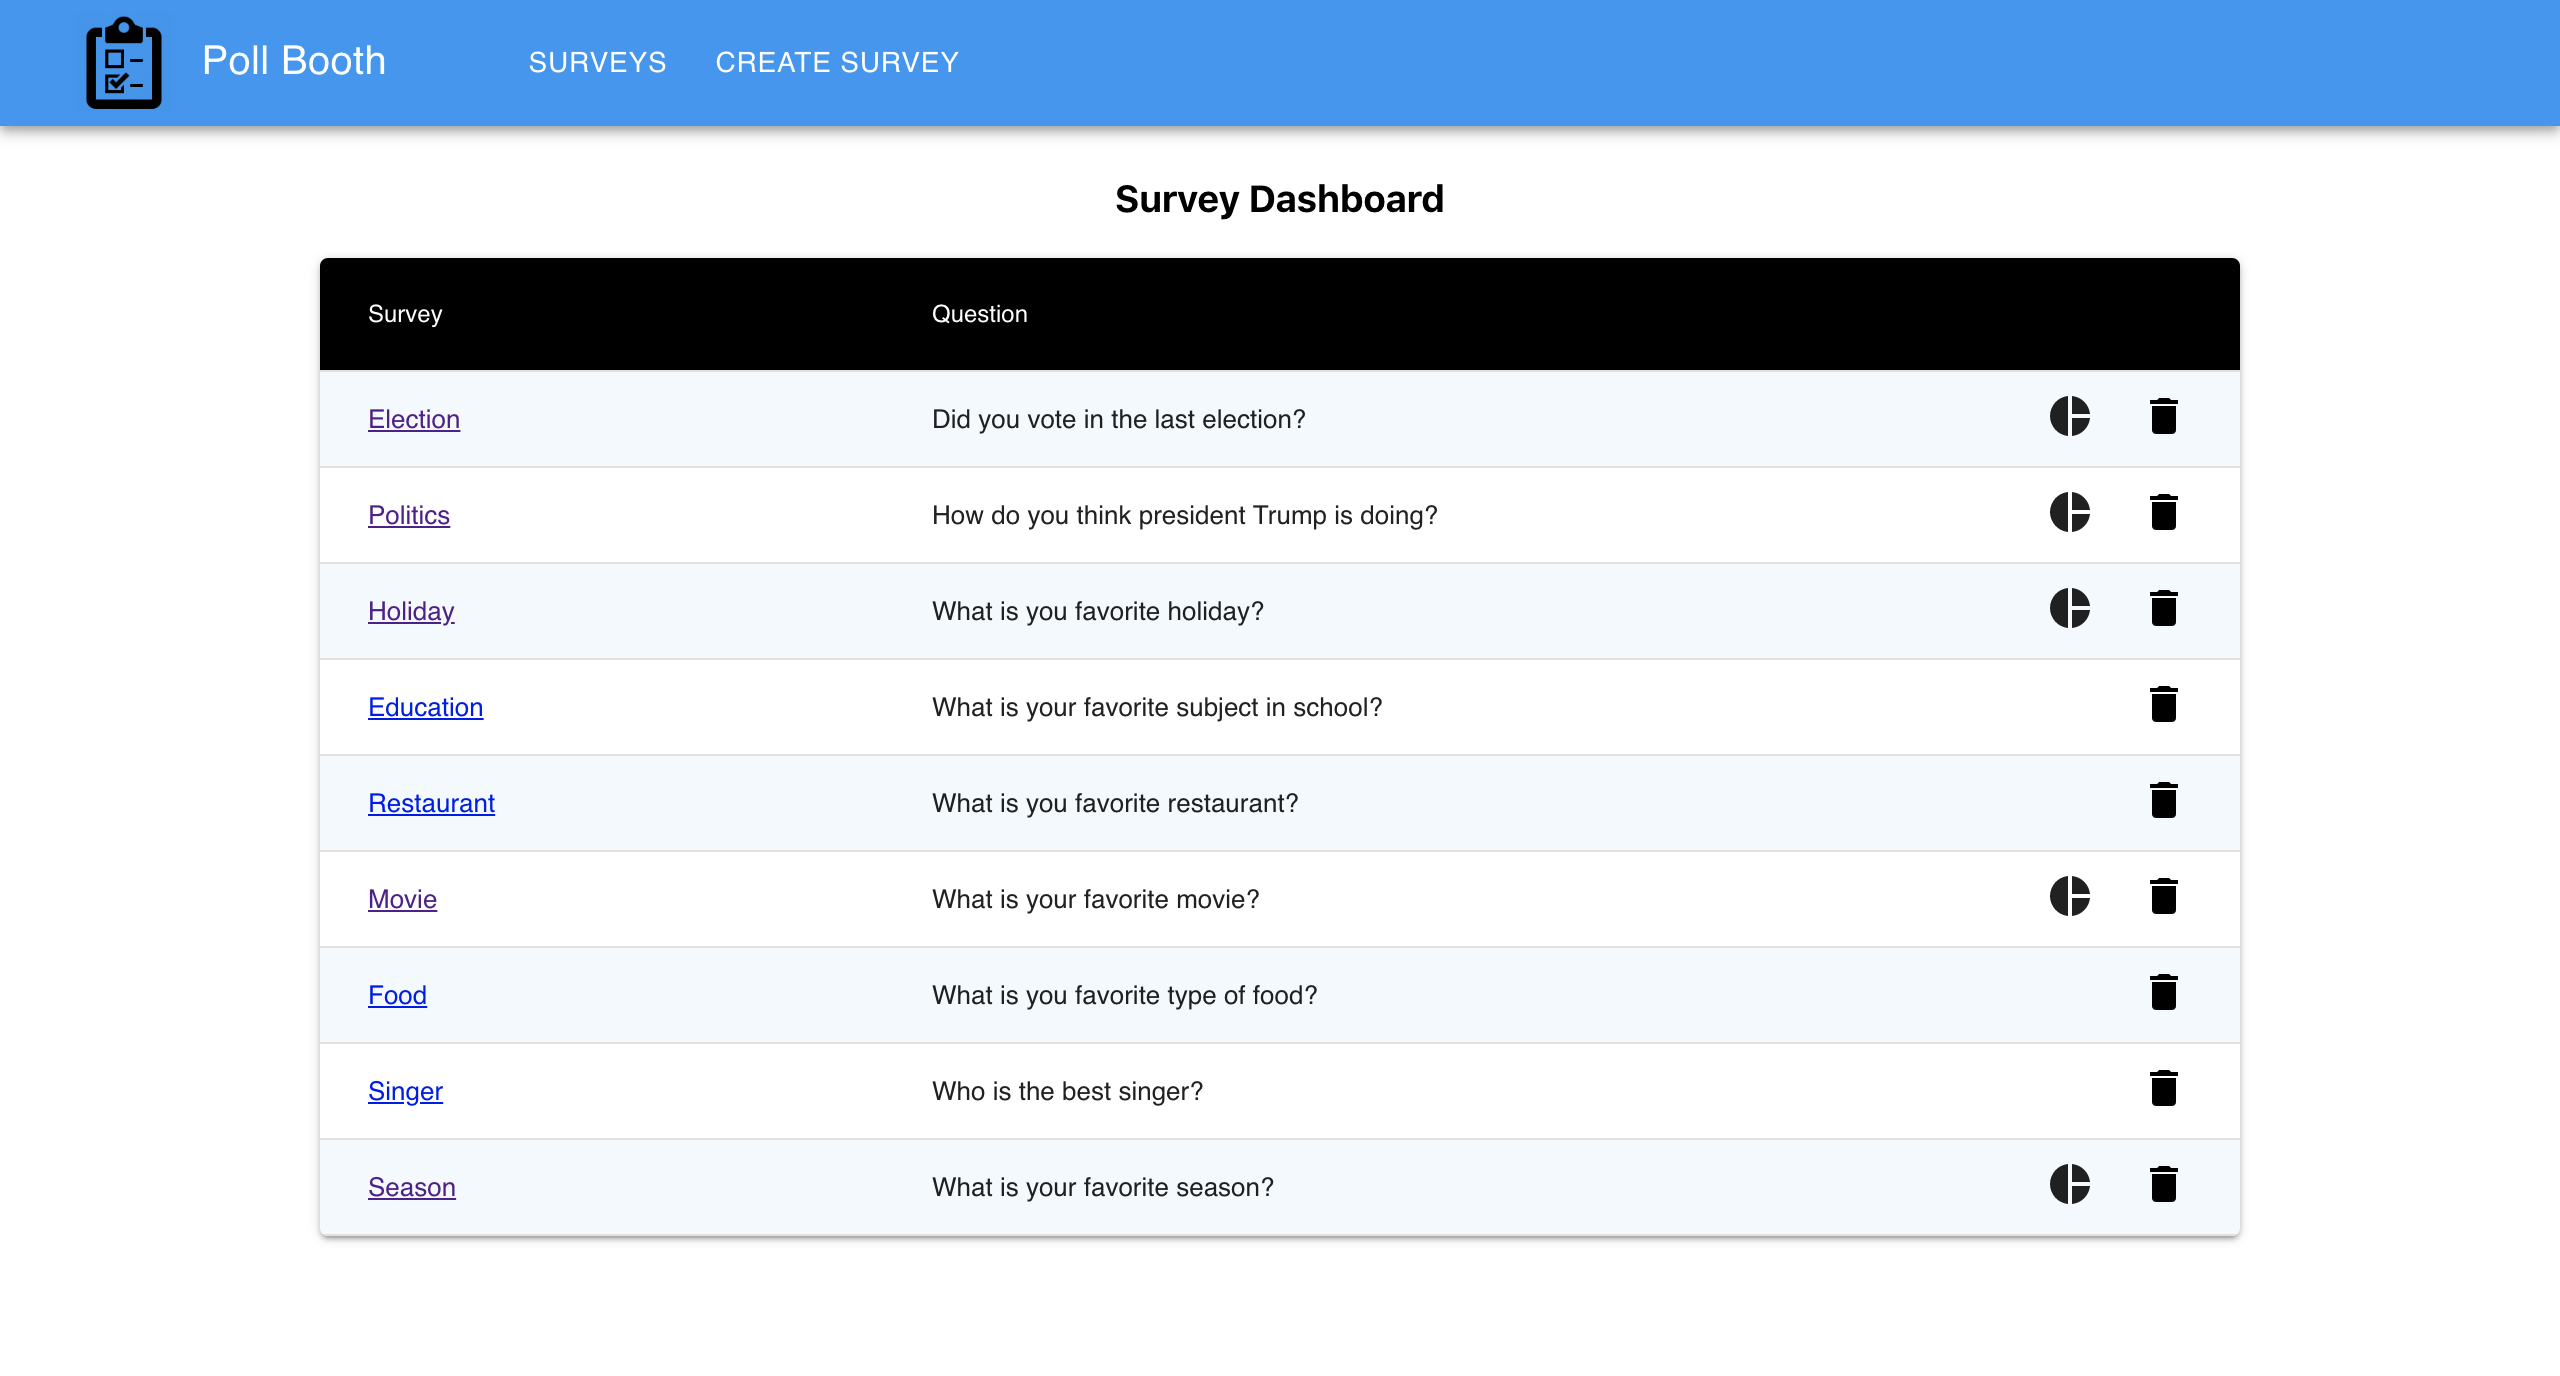 Poll Booth SURVEYS CREATE SURVEY
Survey Dashboard
Survey Question
Election Did you vote in the last election?
Politics How do you think president Trump is doing?
Holiday What is you favorite holiday?
Education What is your favorite subject in school?
Restaurant What is you favorite restaurant?
Movie What is your favorite movie?
Food What is you favorite type of food?
Singer Who is the best singer?
Season What is your favorite season?